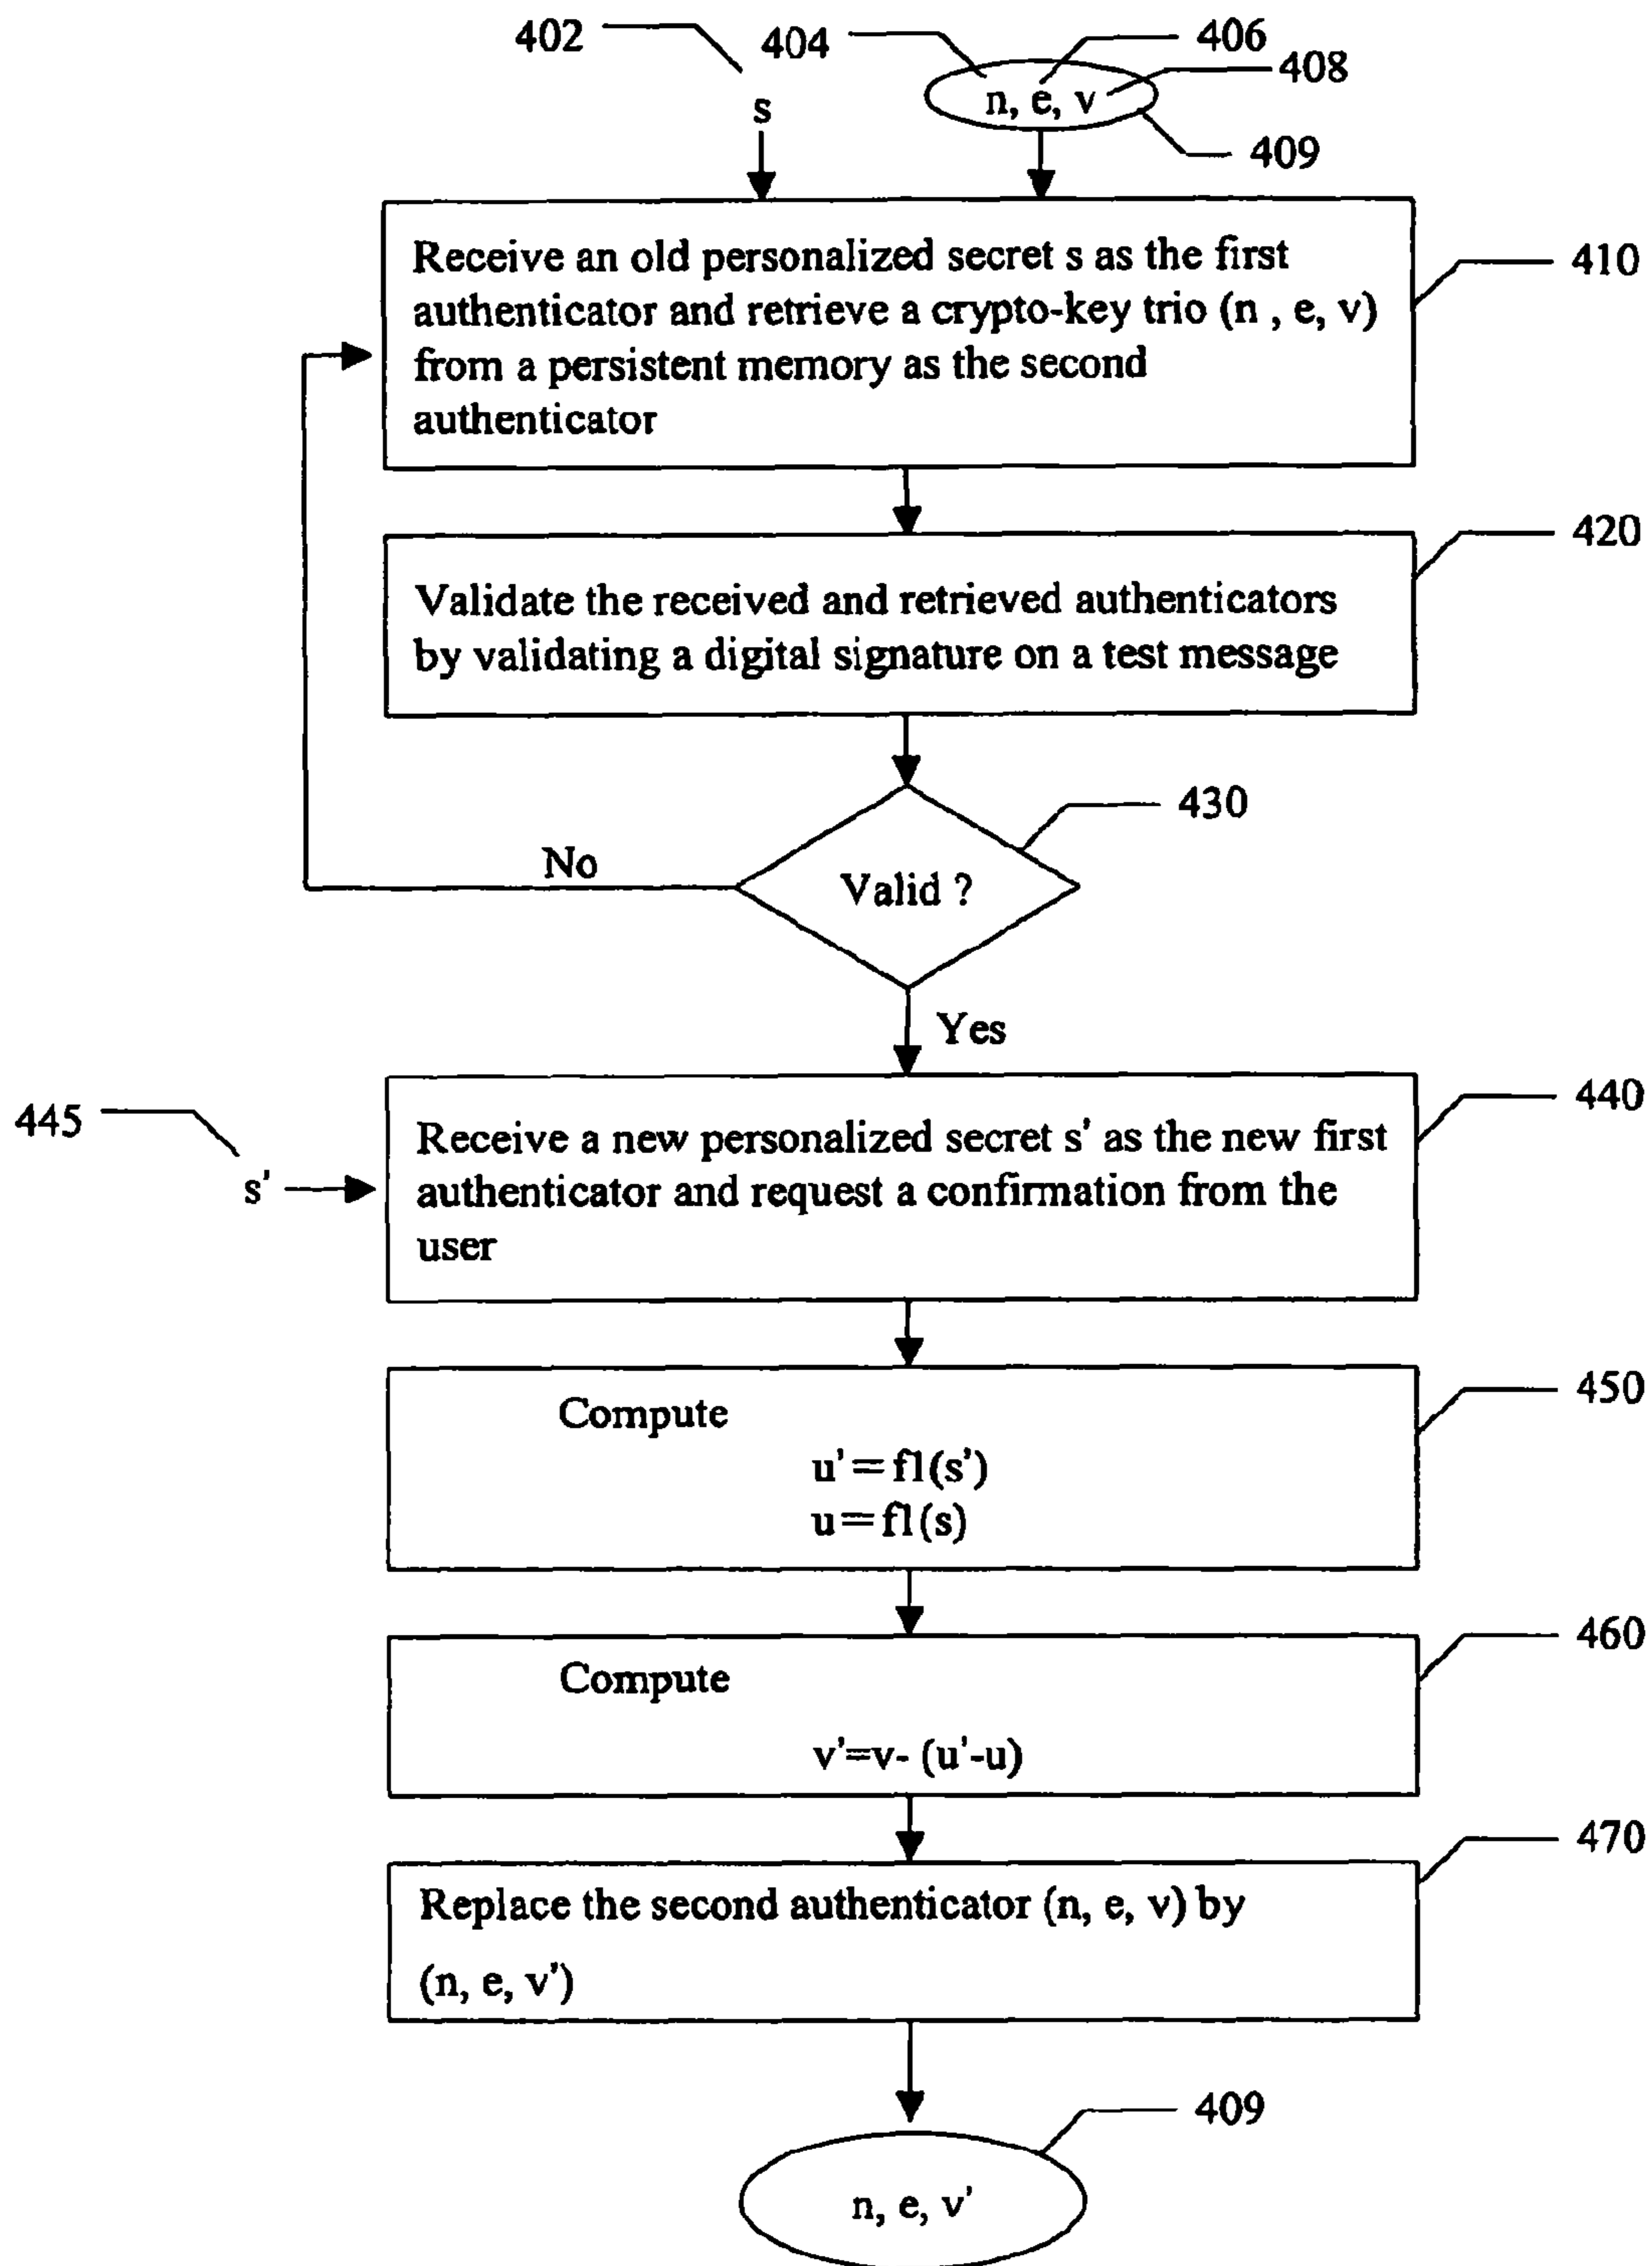 402
404
406
408
s
n, e, v
409
Receive an old personalized secret s as the first
authenticator and retrieve a crypto-key trio (n , e, v)
from a persistent memory as the second
authenticator
410
420
Validate the received and retrieved authenticators
by validating a digital signature on a test message
430
No
Valid ?
Yes
440
445
Receive a new personalized secret s' as the new first
s'
authenticator and request a confirmation from the
user
450
Compute
u'=f1(s')
u=f1(s)
460
Compute
v'=v- (u'-u)
470
Replace the second authenticator (n, e, v) by
(n, e, v')
409
n, e, v'